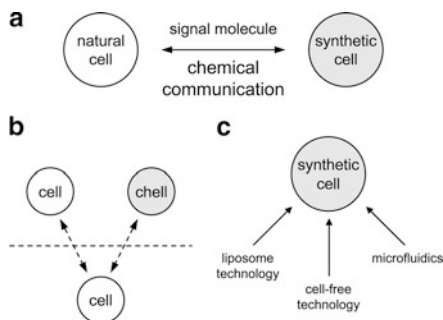 a
natural
cell
signal molecule
chemical
communication
synthetic
cell
b
cell
chell
cell
c
synthetic
cell
liposome
technology
cell-free
technology
microfluidics